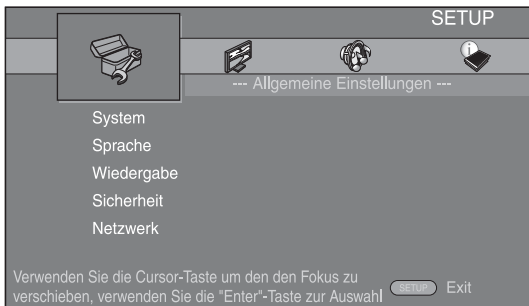 SETUP
--- Allgemeine Einstellungen ---
System
Sprache
Wiedergabe
Sicherheit
Netzwerk
Verwenden Sie die Cursor-Taste um den den Fokus zu
verschieben, verwenden Sie die "Enter"-Taste zur Auswahl
SETUP Exit